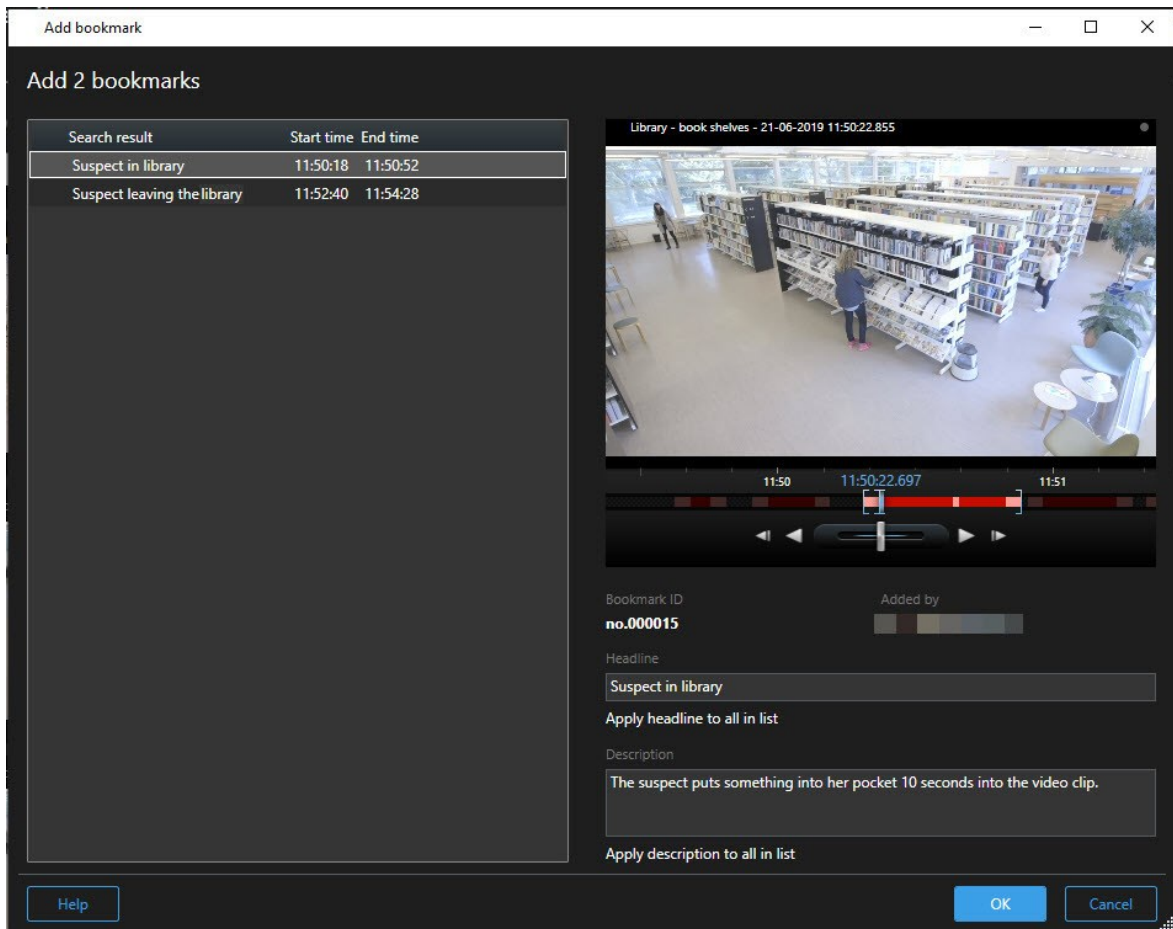 Add bookmark
Add 2 bookmarks
Search result Start time End time
Suspect in library 11:50:18 11:50:52
Suspect leaving the library 11:52:40 11:54:28
Library - book shelves - 21-06-2019 11:50:22.855
11:50 11:50:22.697 11:51
Bookmark ID Added by
no.000015
Headline
Suspect in library
Apply headline to all in list
Description
The suspect puts something into her pocket 10 seconds into the video clip.
Apply description to all in list
Help OK Cancel